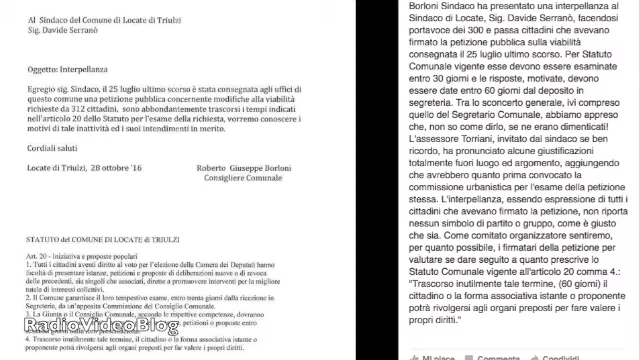 Al Sindaco del Comune di Locate di Triulzi
Sig. Davide Serranò
Oggetto: Interpellanza
Egregio sig. Sindaco, il 25 luglio ultimo scorso è stata consegnata agli uffici di
questo comune una petizione pubblica concernente modifiche alla viabilità
richieste da 312 cittadini, sono abbondantemente trascorsi i tempi indicati
nell'articolo 20 dello Statuto per l'esame della richiesta, vorremo conoscere i
motivi di tale inattività ed i suoi intendimenti in merito.
Cordiali saluti
Locate di Triulzi, 28 ottobre '16 Roberto Giuseppe Borloni
Consigliere Comunale
STATUTO del COMUNE DI LOCATE di TRIULZI
Art. 20 - Iniziativa e proposte popolari
1. Tutti i cittadini aventi diritto al voto per l'elezione della Camera dei Deputati hanno
facoltà di presentare istanze, petizioni e proposte di deliberazioni nuove o di revoca
delle precedenti, sia singoli che associati, dirette a promuovere interventi per la migliore
tutela di interessi collettivi.
2. Il Comune garantisce il loro tempestivo esame, entro trenta giorni dalla ricezione in
Segreteria, da un'apposita Commissione del Consiglio Comunale.
3. La Giunta o il Consiglio Comunale, secondo le rispettive competenze, dovranno
petizioni o proposte entro
4. Trascorso inutilmente tale termine, il cittadino o la forma associativa istante o
proponente potrà rivolgersi agli organi preposti per far valere i propri diritti.
RadioVideoBlog
Borloni Sindaco ha presentato una interpellanza al
Sindaco di Locate, Sig. Davide Serranò, facendosi
portavoce dei 300 e passa cittadini che avevano
firmato la petizione pubblica sulla viabilità
consegnata il 25 luglio ultimo scorso. Per Statuto
Comunale vigente esse devono essere esaminate
entro 30 giorni e le risposte, motivate, devono
essere date entro 60 giorni dal deposito in
segreteria. Tra lo sconcerto generale, ivi compreso
quello del Segretario Comunale, abbiamo appreso
che, non so come dirlo, se ne erano dimenticati!
L'assessore Torriani, invitato dal sindaco se ben
ricordo, ha pronunciato alcune giustificazioni
totalmente fuori luogo ed argomento, aggiungendo
che avrebbero quanto prima convocato la
commissione urbanistica per l'esame della petizione
stessa. L'interpellanza, essendo espressione di tutti i
cittadini che avevano firmato la petizione, non riporta
nessun simbolo di partito o gruppo, come è giusto
che sia. Come comitato organizzatore sentiremo,
per quanto possibile, i firmatari della petizione per
valutare se dare seguito a quanto prescrive lo
Statuto Comunale vigente all'articolo 20 comma 4.:
"Trascorso inutilmente tale termine, (60 giorni) il
cittadino o la forma associativa istante o proponente
potrà rivolgersi agli organi preposti per fare valere i
propri diritti."
Mi piace Commenta Condividi